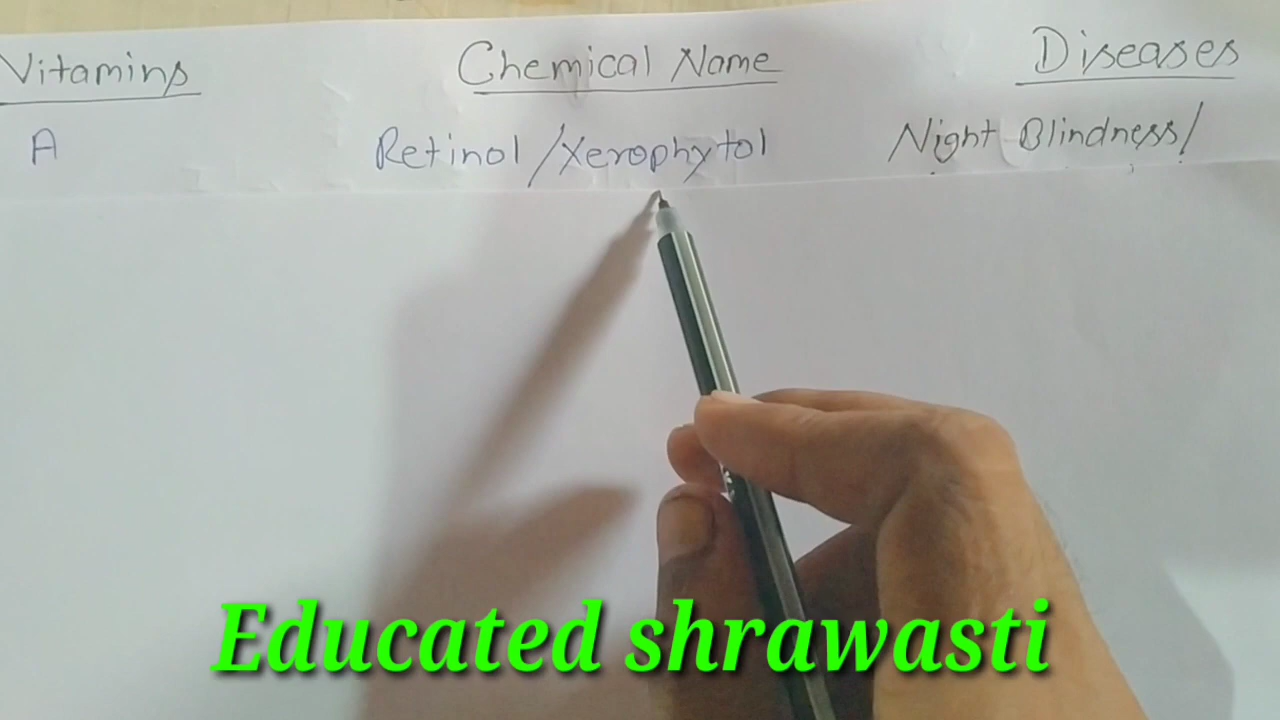 Vitamins Chemical Name Diseases
A Retinol/Xerophytol Night Blindness/
Educated shrawasti